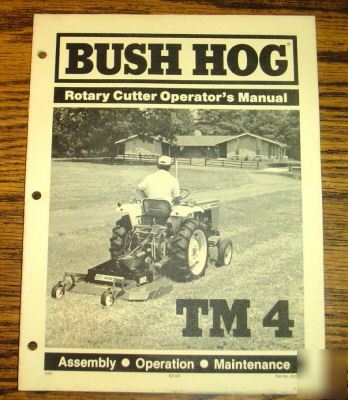 BUSH HOG
Rotary Cutter Operator's Manual
TM 4
Assembly • Operation • Maintenance